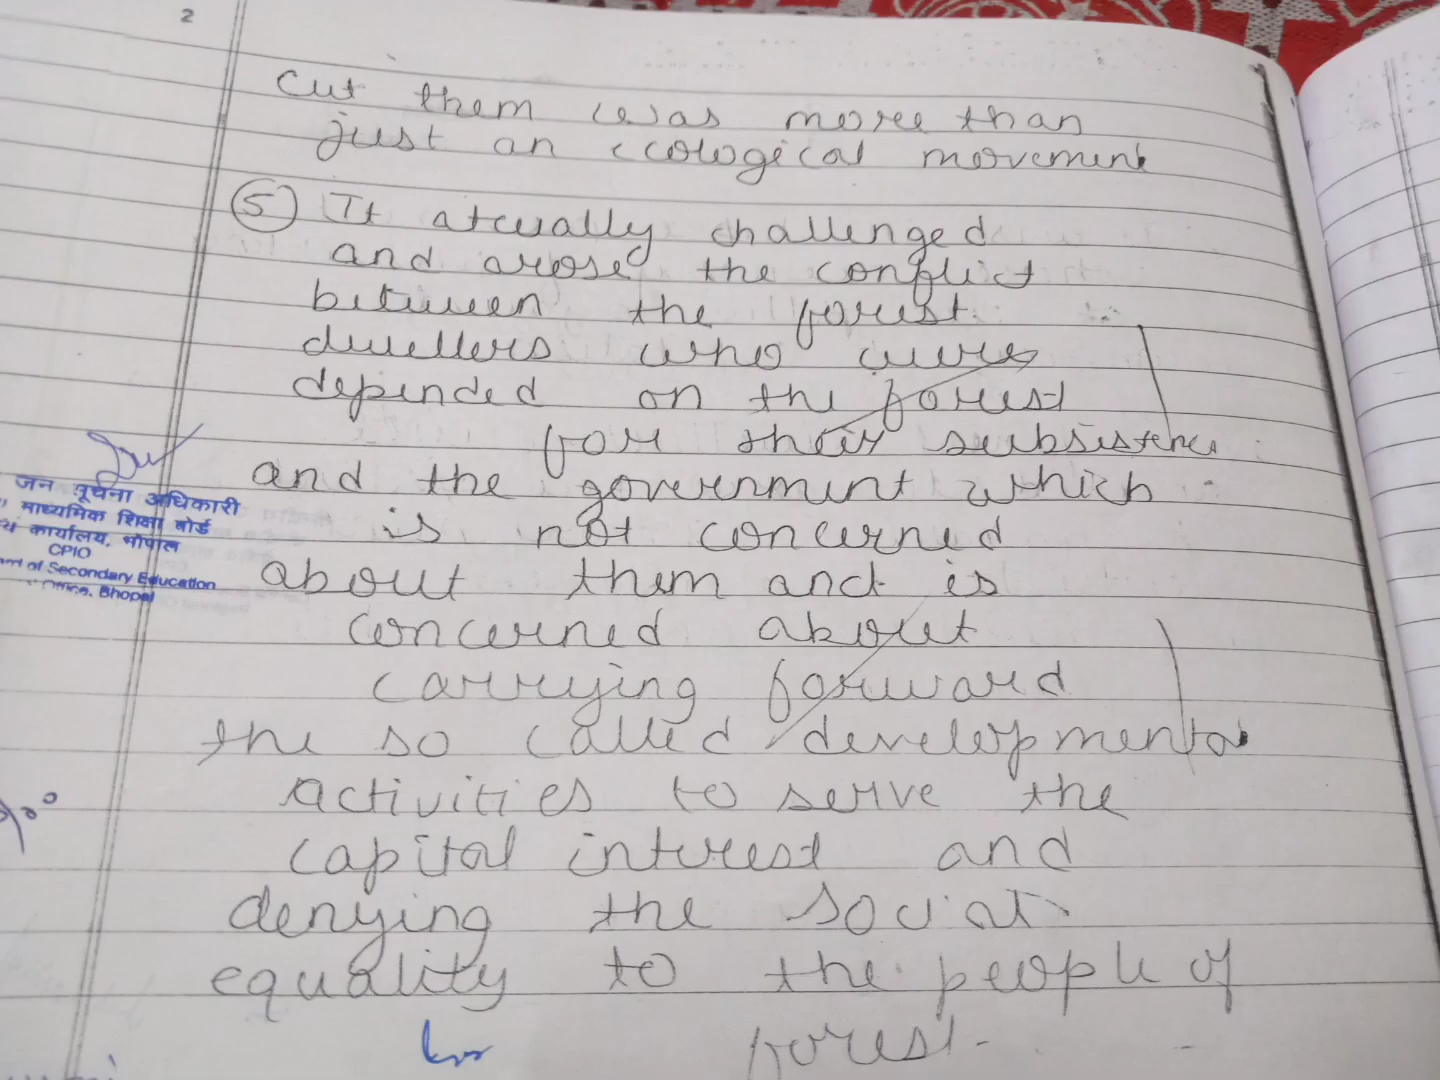 2
cut them was more than
just an ecological movement
5 It atcually challenged
and arose the conflict
between the forest
dwellers who were
depended on the forest
for their subsistence
and the government which
is not concerned
about them and is
concerned about
carrying forward
the so called developmental
activities to serve the
capital interest and
denying the social
equality to the people of
forest.
जन सूचना अधिकारी
माध्यमिक शिक्षा बोर्ड
कार्यालय, भोपाल
CPIO
of Secondary Education
Bhopal